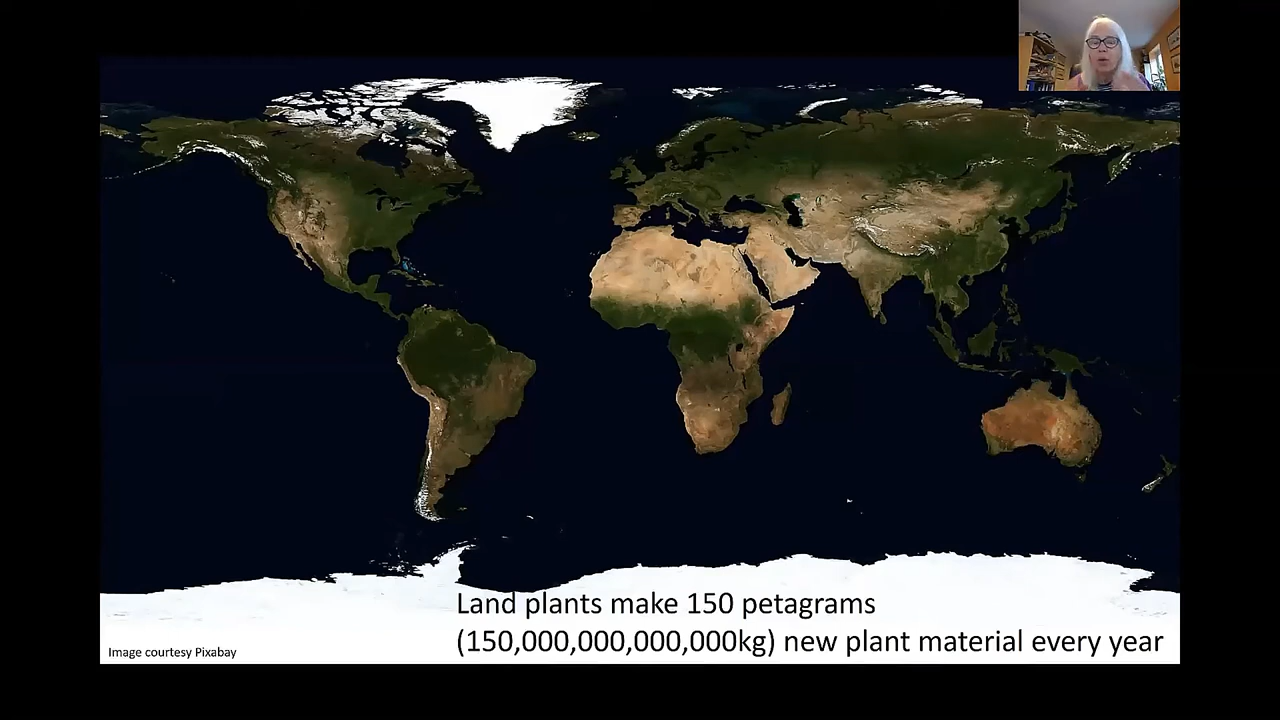 Land plants make 150 petagrams
(150,000,000,000,000kg) new plant material every year
Image courtesy Pixabay